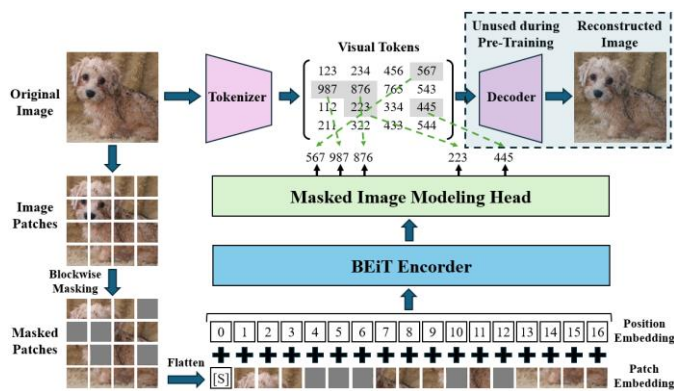 Unused during
Pre-Training
Reconstructed
Image
Visual Tokens
Original
Image
Tokenizer
123 234 456 567
987 876 765 543
112 223 334 445
211 322 433 544
Decoder
567 987 876 223 445
Masked Image Modeling Head
Image
Patches
BEiT Encorder
Blockwise
Masking
Masked
Patches
0 1 2 3 4 5 6 7 8 9 10 11 12 13 14 15 16
Position
Embedding
Flatten
[S]
Patch
Embedding